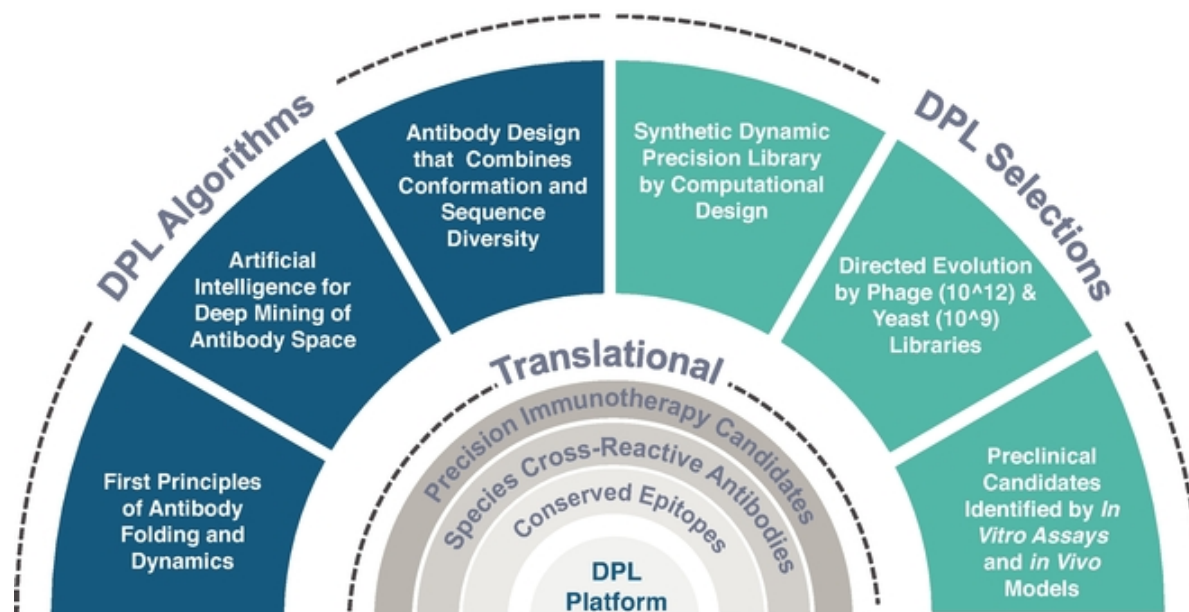 DPL Algorithms
DPL Selections
First Principles
of Antibody
Folding and
Dynamics
Artificial
Intelligence for
Deep Mining of
Antibody Space
Antibody Design
that Combines
Conformation and
Sequence
Diversity
Synthetic Dynamic
Precision Library
by Computational
Design
Directed Evolution
by Phage (10^12) &
Yeast (10^9)
Libraries
Preclinical
Candidates
Identified by In
Vitro Assays
and in Vivo
Models
Translational
Precision Immunotherapy Candidates
Species Cross-Reactive Antibodies
Conserved Epitopes
DPL
Platform